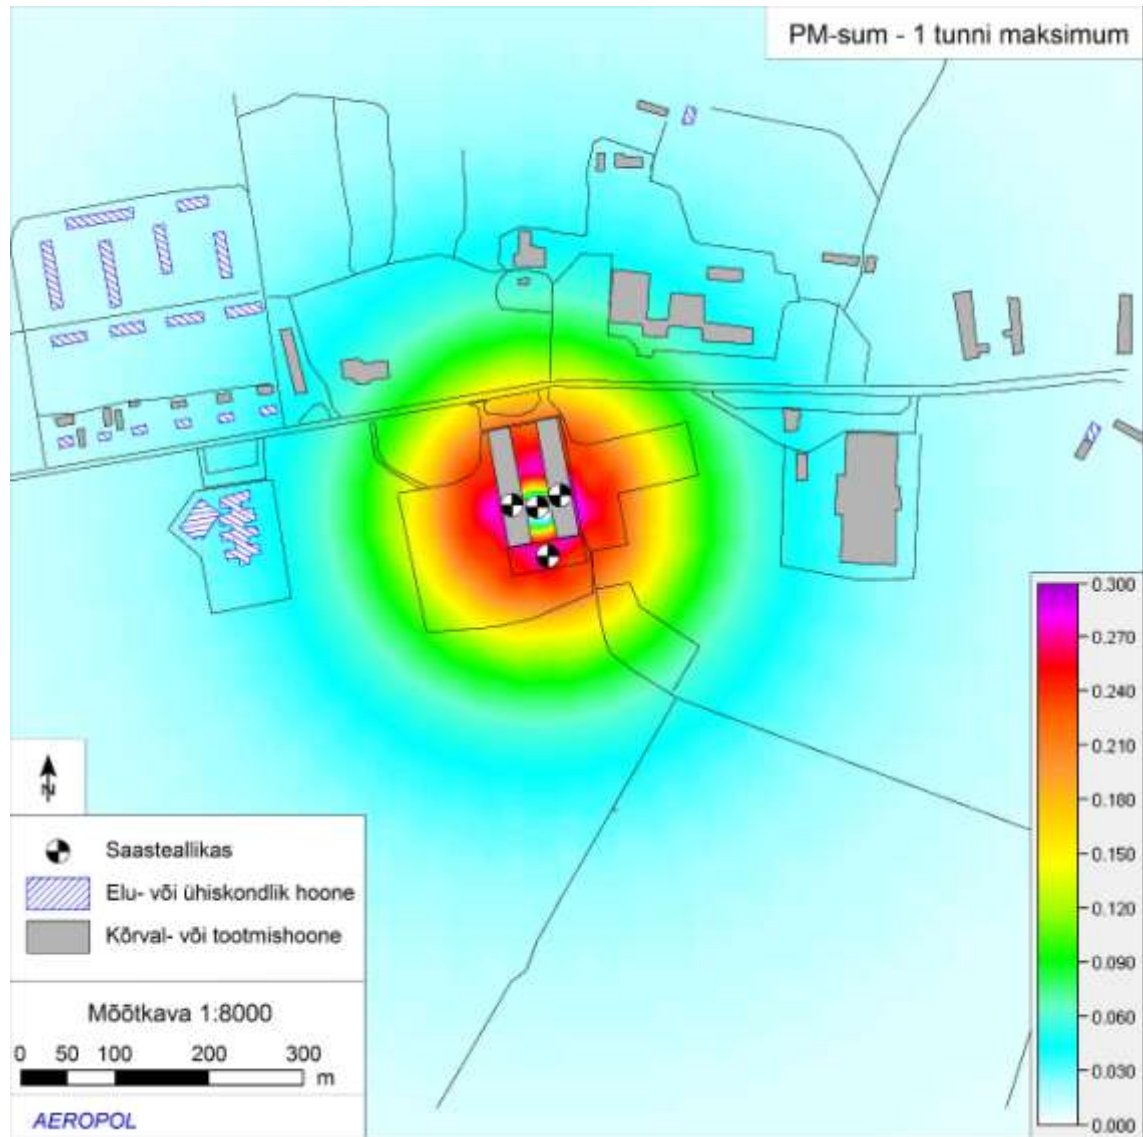 PM-sum - 1 tunni maksimum
N
Saasteallikas
Elu- või ühiskondlik hoone
Kõrval- või tootmishoone
Mõõtkava 1:8000
0 50 100 200 300
m
AEROPOL
0.300
0.270
0.240
0.210
0.180
0.150
0.120
0.090
0.060
0.030
0.000